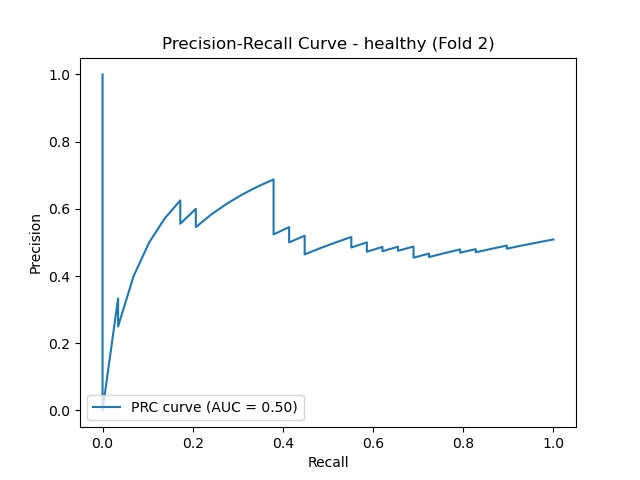 Precision-Recall Curve - healthy (Fold 2)
Precision
1.0
0.8
0.6
0.4
0.2
0.0
PRC curve (AUC = 0.50)
0.0 0.2 0.4 0.6 0.8 1.0
Recall